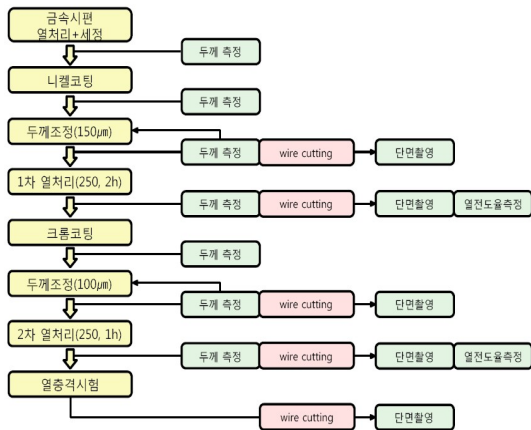 금속시편
열처리+세정
두께 측정
니켈코팅
두께 측정
두께조정(150㎛)
두께 측정 wire cutting 단면촬영
1차 열처리(250, 2h)
두께 측정 wire cutting 단면촬영 열전도율측정
크롬코팅
두께 측정
두께조정(100㎛)
두께 측정 wire cutting 단면촬영
2차 열처리(250, 1h)
두께 측정 wire cutting 단면촬영 열전도율측정
열충격시험
wire cutting 단면촬영